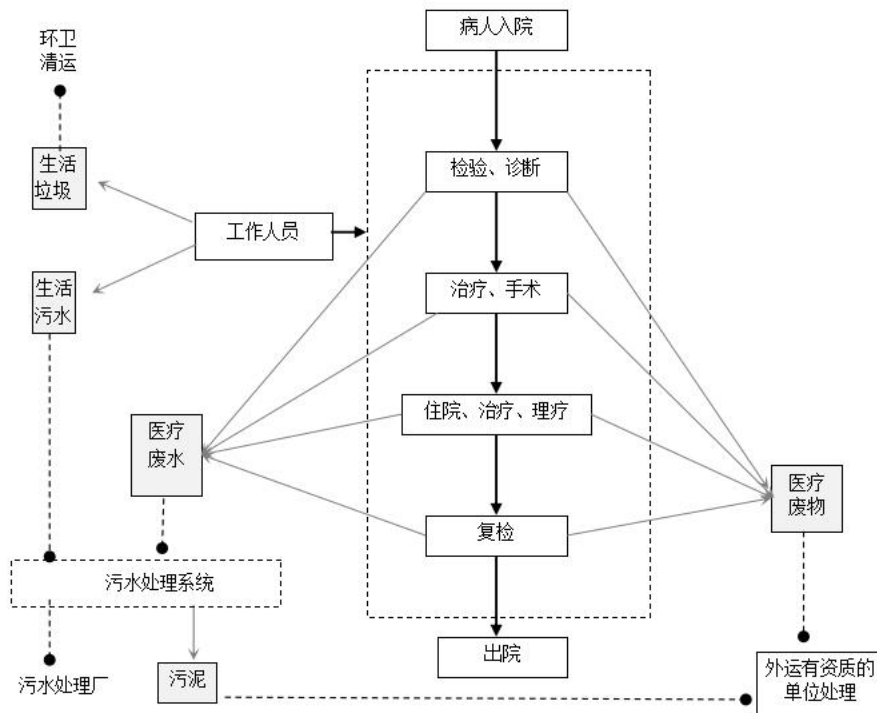 病人入院
环卫
清运
生活
垃圾
检验、诊断
工作人员
生活
污水
治疗、手术
住院、治疗、理疗
医疗
废水
医疗
废物
复检
污水处理系统
出院
污水处理厂
污泥
外运有资质的
单位处理